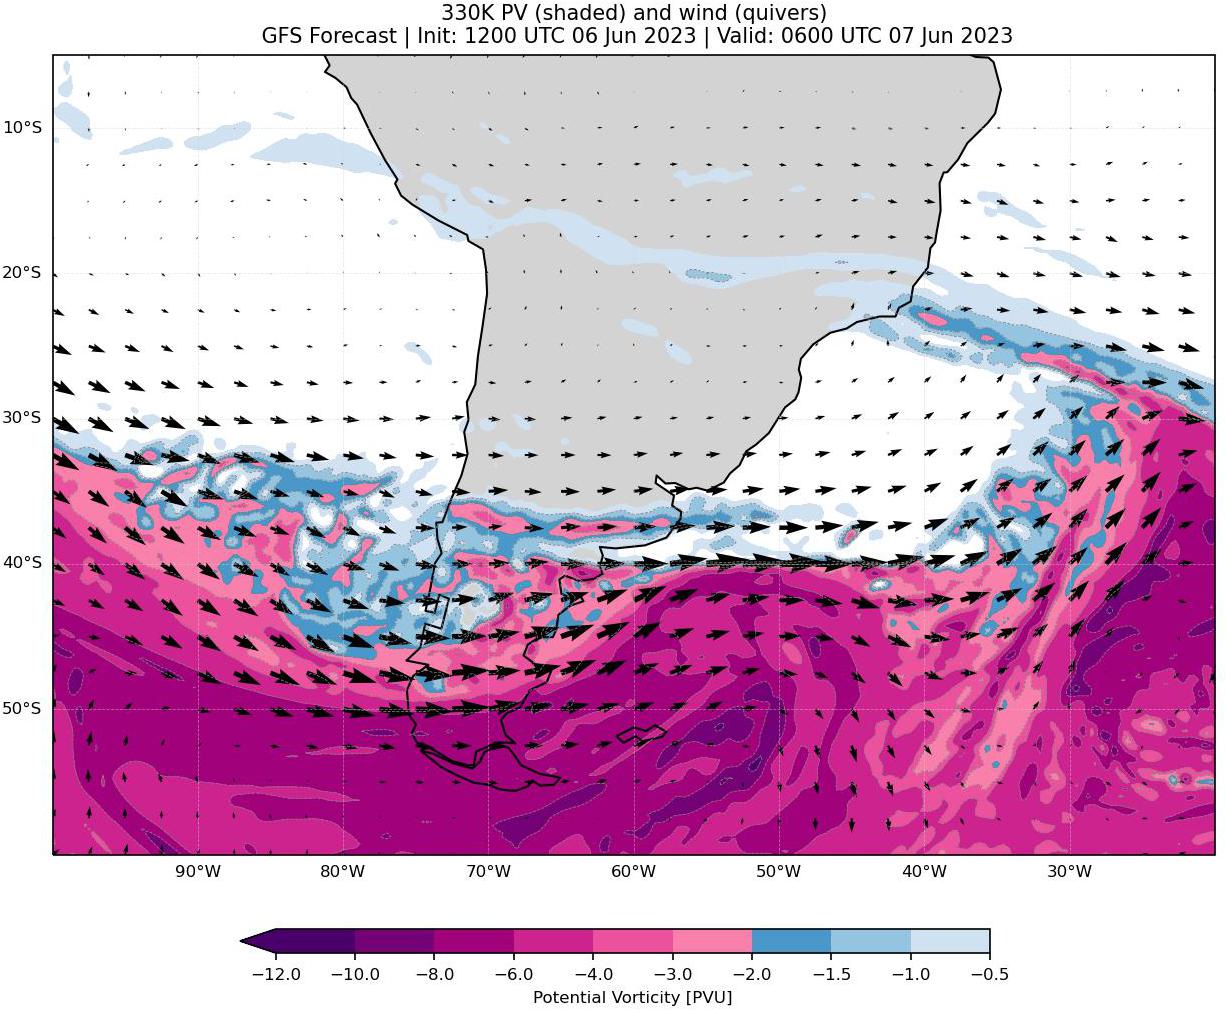 330K PV (shaded) and wind (quivers)
GFS Forecast | Init: 1200 UTC 06 Jun 2023 | Valid: 0600 UTC 07 Jun 2023
10°S
20°S
30°S
40°S
50°S
90°W 80°W 70°W 60°W 50°W 40°W 30°W
−12.0 −10.0 −8.0 −6.0 −4.0 −3.0 −2.0 −1.5 −1.0 −0.5
Potential Vorticity [PVU]